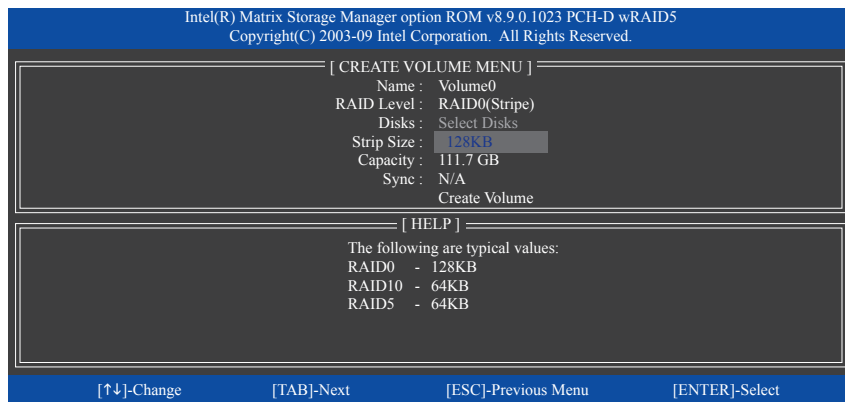 Intel(R) Matrix Storage Manager option ROM v8.9.0.1023 PCH-D wRAID5
Copyright(C) 2003-09 Intel Corporation. All Rights Reserved.
[ CREATE VOLUME MENU ]
Name : Volume0
RAID Level : RAID0(Stripe)
Disks : Select Disks
Strip Size : 128KB
Capacity : 111.7 GB
Sync : N/A
Create Volume
[ HELP ]
The following are typical values:
RAID0 - 128KB
RAID10 - 64KB
RAID5 - 64KB
[↑↓]-Change [TAB]-Next [ESC]-Previous Menu [ENTER]-Select